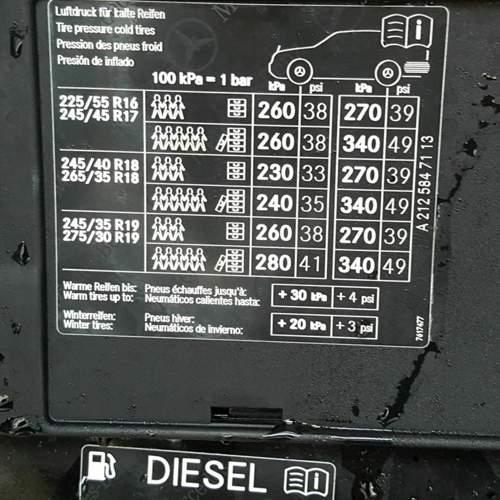 Luftdruck für kalte Reifen
Tire pressure cold tires
Pression des pneus froid
Presión de inflado
100 kPa = 1 bar
kPa psi kPa psi
225/55 R16
245/45 R17
260 38 270 39
260 38 340 49
245/40 R18
265/35 R18
230 33 270 39
240 35 340 49
245/35 R19
275/30 R19
260 38 270 39
280 41 340 49
Warme Reifen bis: Pneus échauffes jusqu'à:
Warm tires up to: Neumáticos calientes hasta:
+ 30 kPa + 4 psi
Winterreifen: Pneus hiver:
Winter tires: Neumáticos de invierno:
+ 20 kPa + 3 psi
A 212 584 71 13
7417477
DIESEL